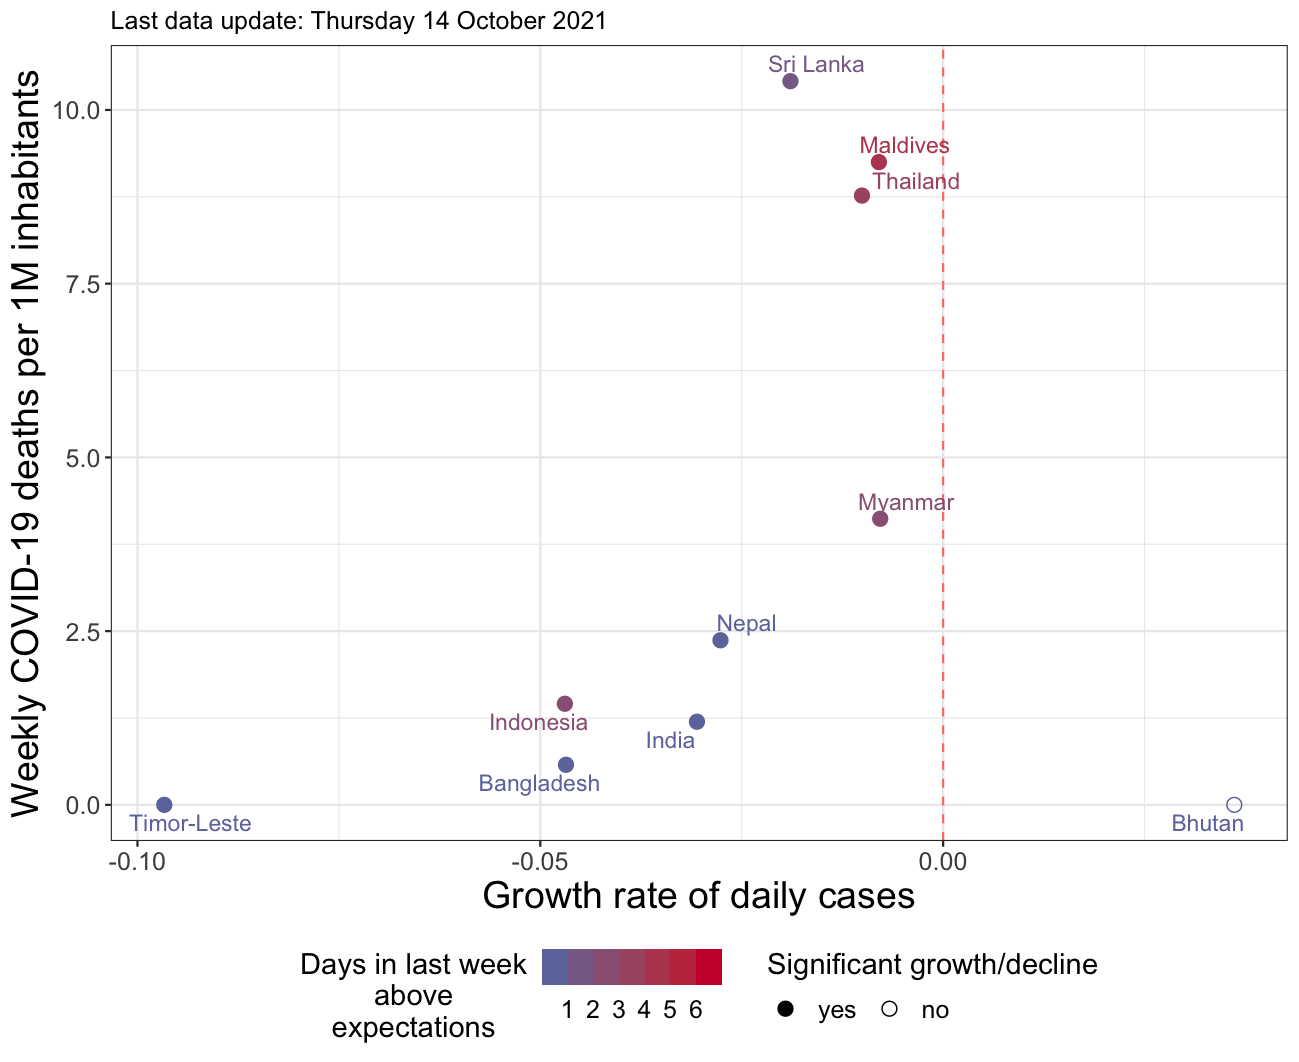 Last data update: Thursday 14 October 2021
Weekly COVID-19 deaths per 1M inhabitants
10.0
7.5
5.0
2.5
0.0
Sri Lanka
Maldives
Thailand
Myanmar
Nepal
Indonesia
India
Bangladesh
Timor-Leste
Bhutan
-0.10
-0.05
0.00
Growth rate of daily cases
Days in last week
above
expectations
1 2 3 4 5 6
Significant growth/decline
yes no